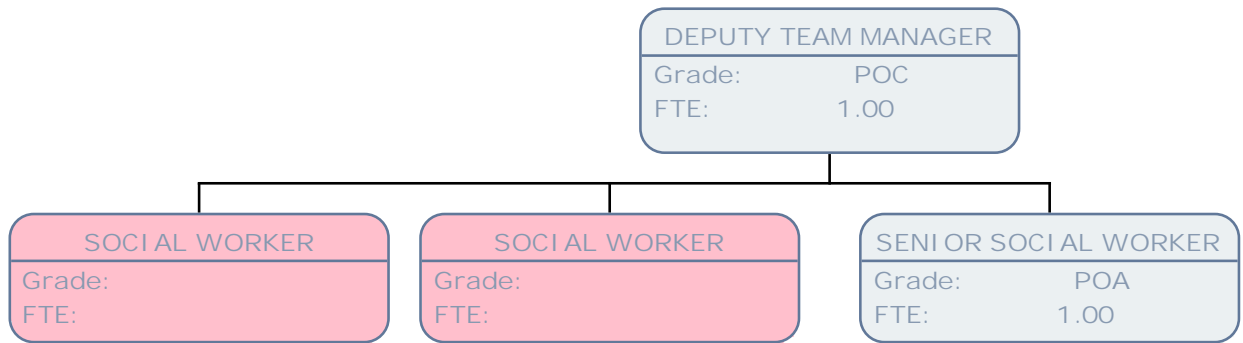 DEPUTY TEAM MANAGER
Grade: POC
FTE: 1.00
SOCIAL WORKER
Grade:
FTE:
SOCIAL WORKER
Grade:
FTE:
SENIOR SOCIAL WORKER
Grade: POA
FTE: 1.00